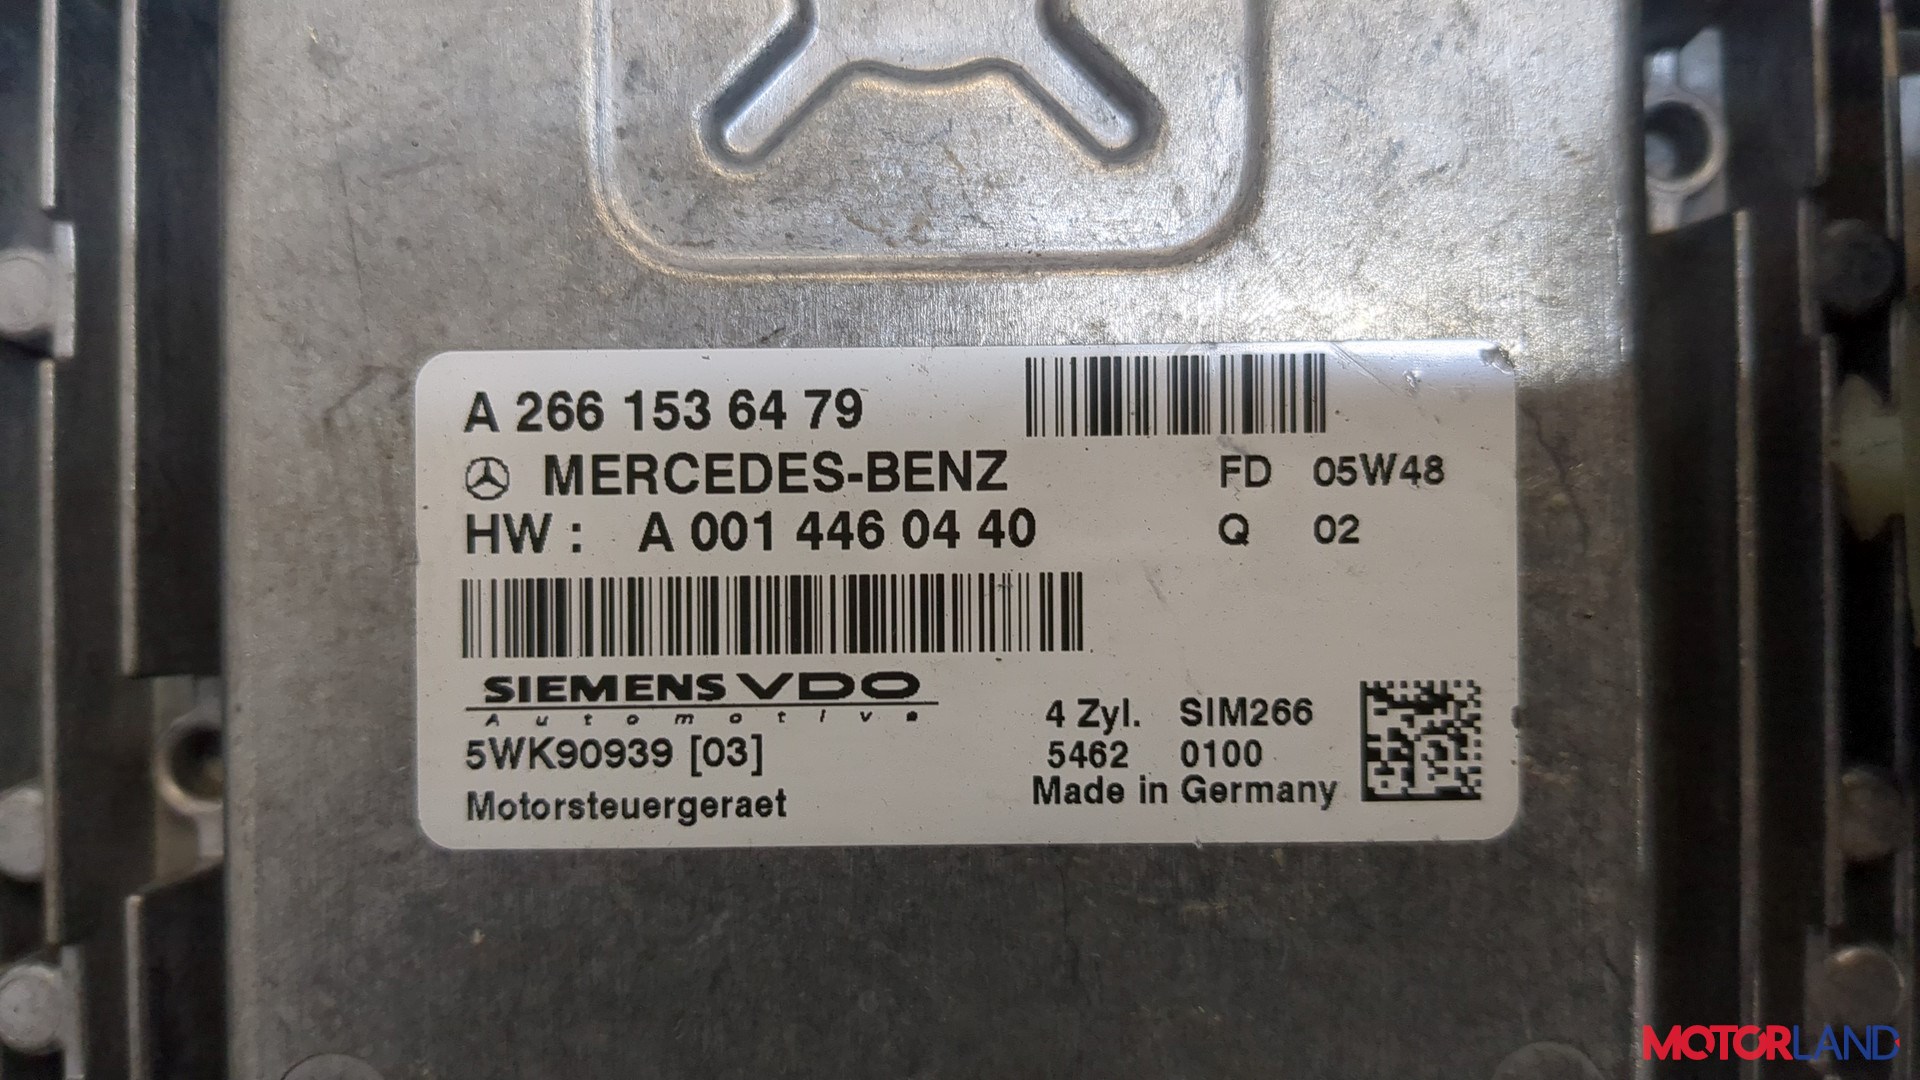 A 266 153 64 79
MERCEDES-BENZ FD 05W48
HW : A 001 446 04 40 Q 02
SIEMENS VDO
Automotive
4 Zyl. SIM266
5WK90939 [03] 5462 0100
Motorsteuergeraet Made in Germany
MOTORLAND